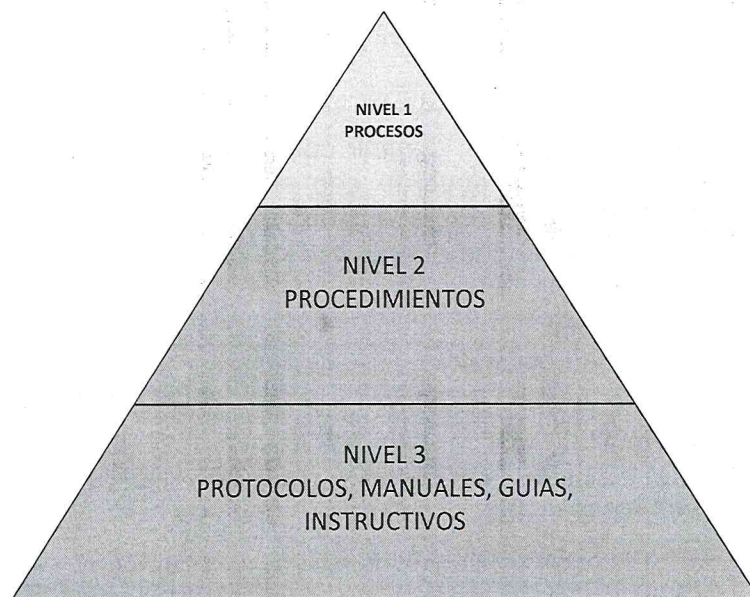 NIVEL 1
PROCESOS
NIVEL 2
PROCEDIMIENTOS
NIVEL 3
PROTOCOLOS, MANUALES, GUIAS,
INSTRUCTIVOS